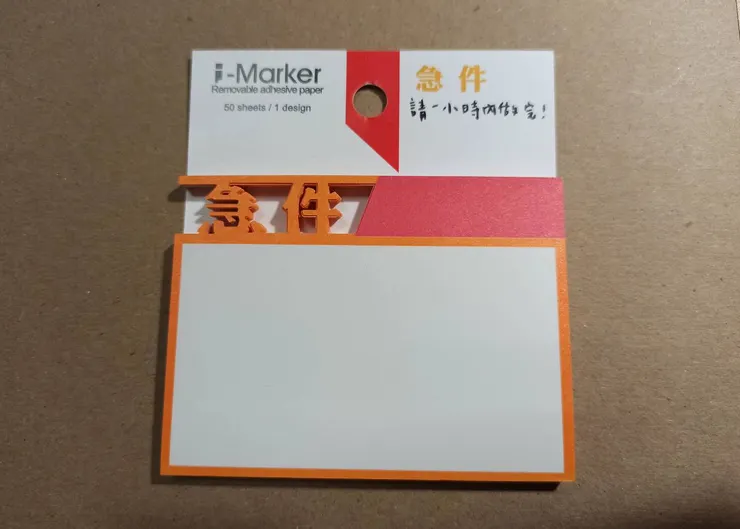 i-Marker
Removable adhesive paper
50 sheets / 1 design
急件
請一小時內做完!
急件